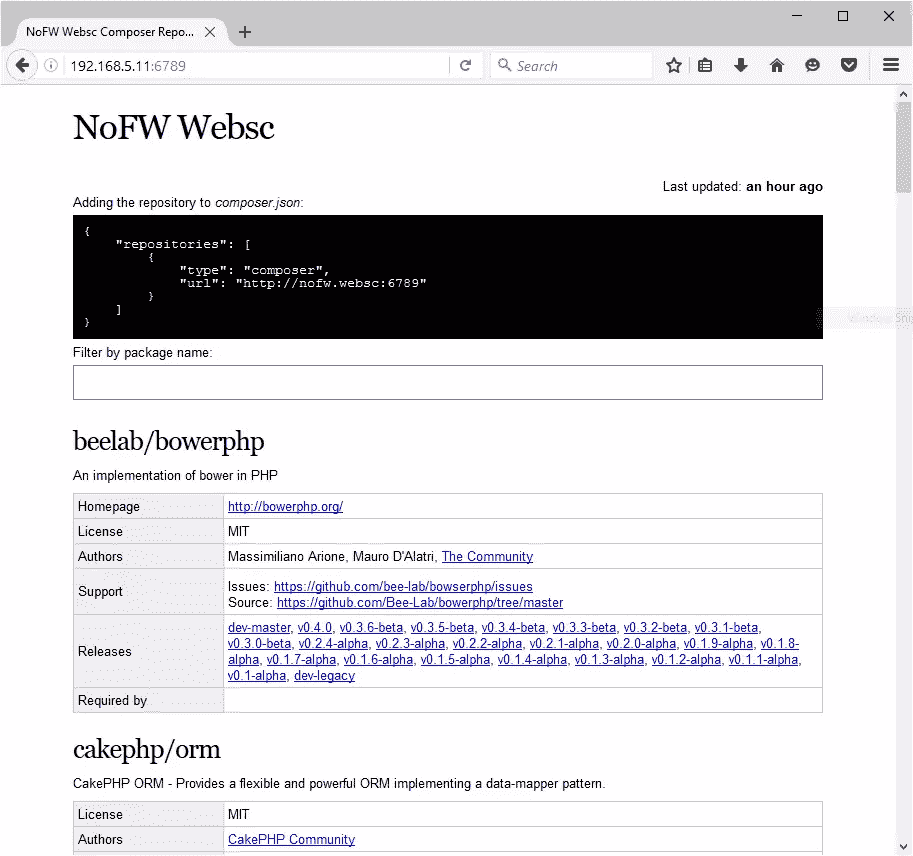 NoFW Websc Composer Repo...
192.168.5.11:6789
Search
NoFW Websc
Last updated: an hour ago
Adding the repository to composer.json:
{
    "repositories": [
        {
            "type": "composer",
            "url": "http://nofw.websc:6789"
        }
    ]
}
Window Snip
Filter by package name:
beelab/bowerphp
An implementation of bower in PHP
Homepage http://bowerphp.org/
License MIT
Authors Massimiliano Arione, Mauro D'Alatri, The Community
Support
Issues: https://github.com/bee-lab/bowserphp/issues
Source: https://github.com/Bee-Lab/bowerphp/tree/master
Releases
dev-master, v0.4.0, v0.3.6-beta, v0.3.5-beta, v0.3.4-beta, v0.3.3-beta, v0.3.2-beta, v0.3.1-beta,
v0.3.0-beta, v0.2.4-alpha, v0.2.3-alpha, v0.2.2-alpha, v0.2.1-alpha, v0.2.0-alpha, v0.1.9-alpha, v0.1.8-
alpha, v0.1.7-alpha, v0.1.6-alpha, v0.1.5-alpha, v0.1.4-alpha, v0.1.3-alpha, v0.1.2-alpha, v0.1.1-alpha,
v0.1-alpha, dev-legacy
Required by
cakephp/orm
CakePHP ORM - Provides a flexible and powerful ORM implementing a data-mapper pattern.
License MIT
Authors CakePHP Community